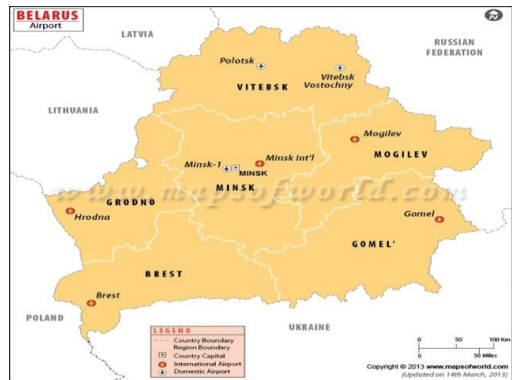 BELARUS
Airport
LATVIA
RUSSIAN
FEDERATION
Polotsk
Vitebsk
Vostochny
VITEBSK
LITHUANIA
Mogilev
MOGILEV
Minsk Int'l
Minsk-1
MINSK
MINSK
www.mapsofworld.com
GRODNO
Hrodna
Gomel
GOMEL'
BREST
Brest
POLAND
UKRAINE
LEGEND
Country Boundary
Region Boundary
Country Capital
International Airport
Domestic Airport
0 50 100 Km
0 50 100 Miles
Copyright © 2013 www.mapsofworld.com
(Updated on 14th March, 2013)